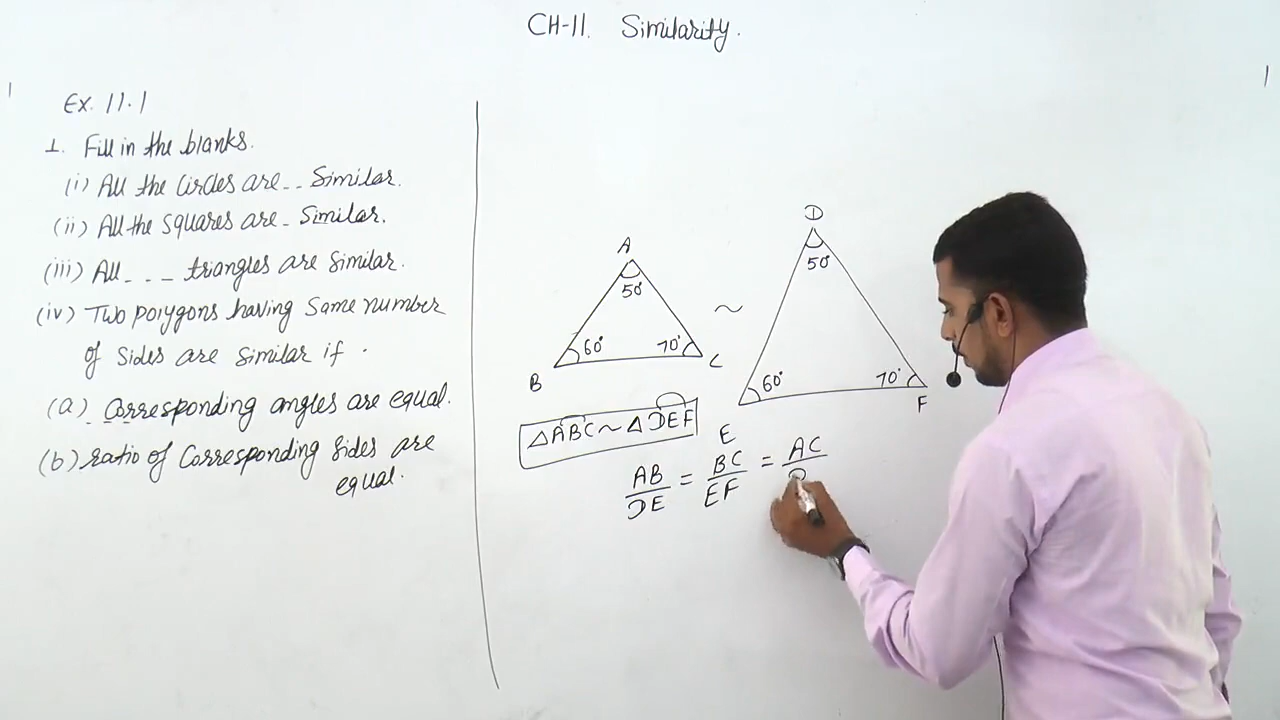 CH-11. Similarity.
Ex. 11.1
1. Fill in the blanks.
(i) All the Circles are - - Similar.
(ii) All the Squares are - Similar.
(iii) All - - - triangles are Similar.
(iv) Two polygons having Same number
of Sides are Similar if .
(a) Corresponding angles are equal.
(b) ratio of Corresponding Sides are
equal.
A
50°
60°
70°
B
C
~
D
50°
60°
70°
E
F
△ABC ~ △DEF
AB/DE = BC/EF = AC/